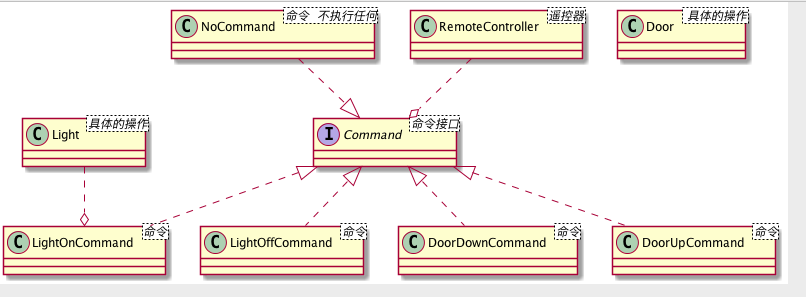 C NoCommand 命令 不执行任何
C RemoteController 遥控器
C Door 具体的操作
C Light 具体的操作
I Command 命令接口
C LightOnCommand 命令
C LightOffCommand 命令
C DoorDownCommand 命令
C DoorUpCommand 命令